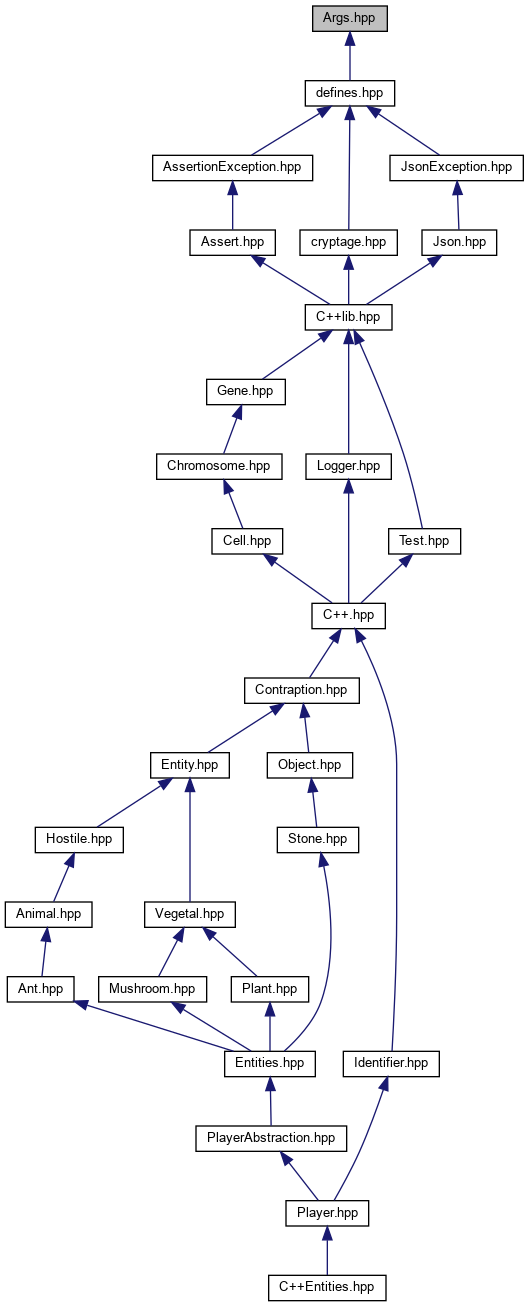 Args.hpp
defines.hpp
AssertionException.hpp
JsonException.hpp
Assert.hpp
cryptage.hpp
Json.hpp
C++lib.hpp
Gene.hpp
Chromosome.hpp
Logger.hpp
Cell.hpp
Test.hpp
C++.hpp
Contraption.hpp
Entity.hpp
Object.hpp
Hostile.hpp
Stone.hpp
Animal.hpp
Vegetal.hpp
Ant.hpp
Mushroom.hpp
Plant.hpp
Entities.hpp
Identifier.hpp
PlayerAbstraction.hpp
Player.hpp
C++Entities.hpp